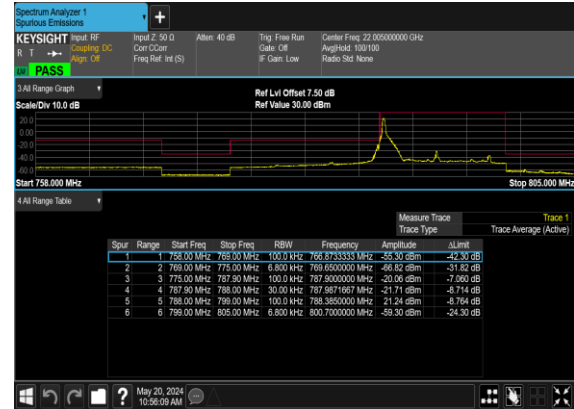 Spectrum Analyzer 1
Spurious Emissions
KEYSIGHT Input: RF Input Z: 50 Ω Atten: 40 dB Trig: Free Run Center Freq: 22.005000000 GHz
R T Coupling: DC Corr CCorr Gate: Off Avg|Hold: 100/100
Align: Off Freq Ref: Int (S) IF Gain: Low Radio Std: None
PASS
3 All Range Graph
Ref Lvl Offset 7.50 dB
Scale/Div 10.0 dB Ref Value 30.00 dBm
20.0
0.00
-20.0
-40.0
-60.0
Start 758.000 MHz Stop 805.000 MHz
4 All Range Table
Measure Trace Trace 1
Trace Type Trace Average (Active)
Spur Range Start Freq Stop Freq RBW Frequency Amplitude ΔLimit
1 1 758.00 MHz 769.00 MHz 100.0 kHz 766.8733333 MHz -55.30 dBm -42.30 dB
2 2 769.00 MHz 775.00 MHz 6.800 kHz 769.6500000 MHz -66.82 dBm -31.82 dB
3 3 775.00 MHz 787.90 MHz 100.0 kHz 787.9000000 MHz -20.06 dBm -7.060 dB
4 4 787.90 MHz 788.00 MHz 30.00 kHz 787.9871667 MHz -21.71 dBm -8.714 dB
5 5 788.00 MHz 799.00 MHz 100.0 kHz 788.3850000 MHz 21.24 dBm -8.764 dB
6 6 799.00 MHz 805.00 MHz 6.800 kHz 800.7000000 MHz -59.30 dBm -24.30 dB
? May 20, 2024
10:56:09 AM